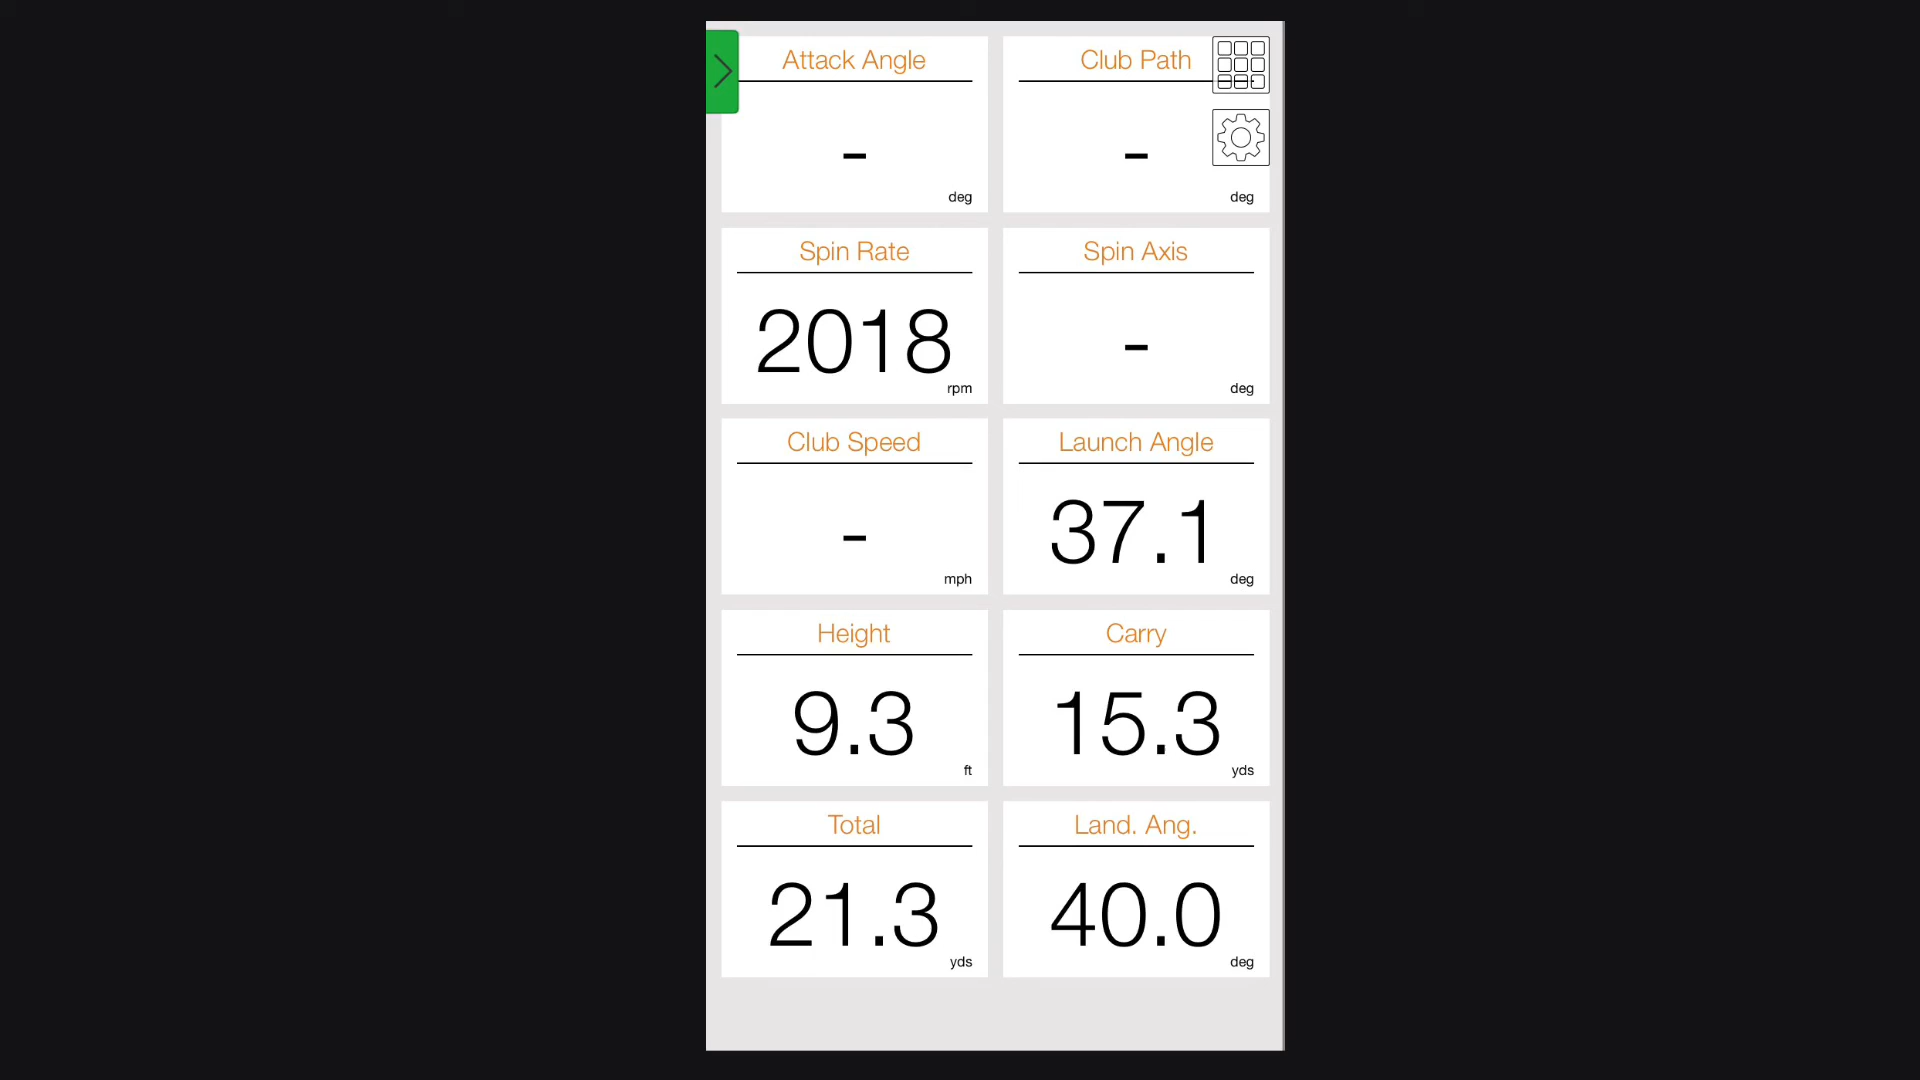 Attack Angle
-
deg
Club Path
-
deg
Spin Rate
2018
rpm
Spin Axis
-
deg
Club Speed
-
mph
Launch Angle
37.1
deg
Height
9.3
ft
Carry
15.3
yds
Total
21.3
yds
Land. Ang.
40.0
deg